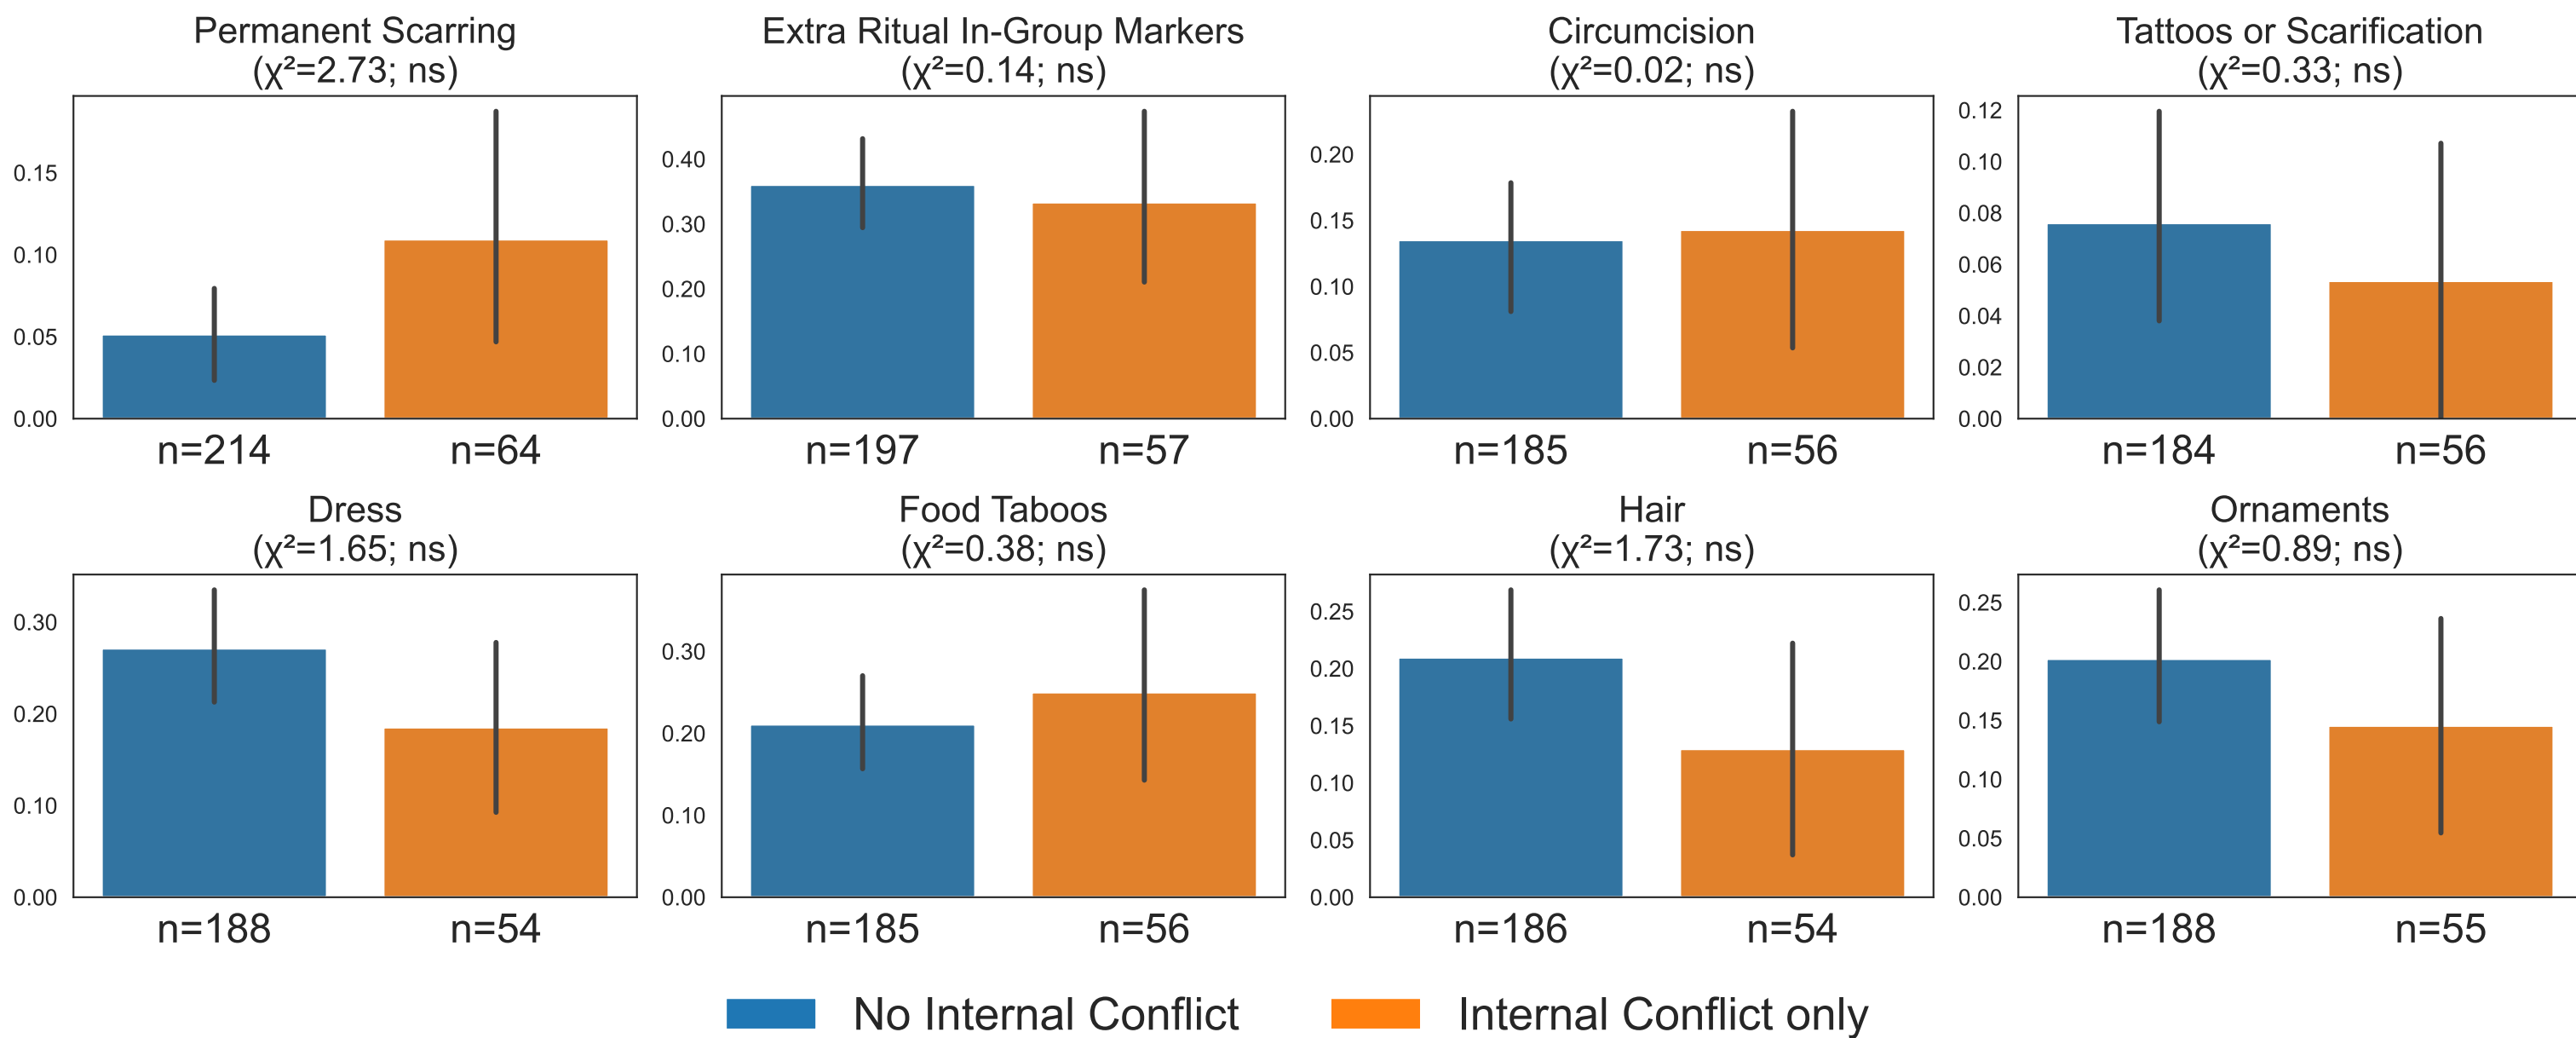 Permanent Scarring
(χ²=2.73; ns)
0.15
0.10
0.05
0.00
n=214
n=64
Extra Ritual In-Group Markers
(χ²=0.14; ns)
0.40
0.30
0.20
0.10
0.00
n=197
n=57
Circumcision
(χ²=0.02; ns)
0.20
0.15
0.10
0.05
0.00
n=185
n=56
Tattoos or Scarification
(χ²=0.33; ns)
0.12
0.10
0.08
0.06
0.04
0.02
0.00
n=184
n=56
Dress
(χ²=1.65; ns)
0.30
0.20
0.10
0.00
n=188
n=54
Food Taboos
(χ²=0.38; ns)
0.30
0.20
0.10
0.00
n=185
n=56
Hair
(χ²=1.73; ns)
0.25
0.20
0.15
0.10
0.05
0.00
n=186
n=54
Ornaments
(χ²=0.89; ns)
0.25
0.20
0.15
0.10
0.05
0.00
n=188
n=55
No Internal Conflict
Internal Conflict only